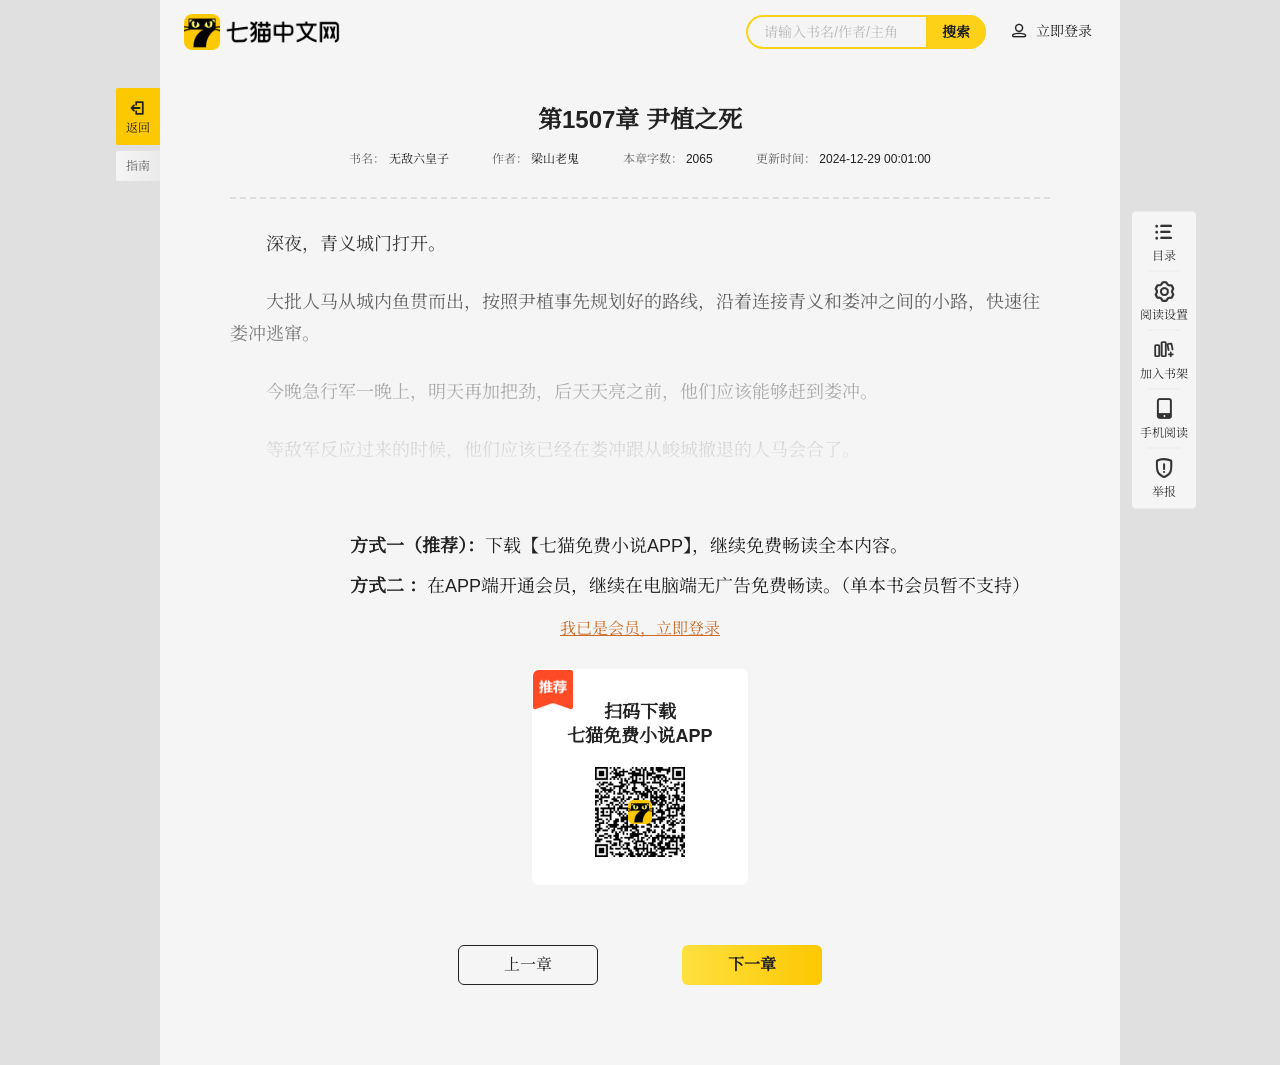 七猫中文网
请输入书名/作者/主角
搜索
立即登录
返回
指南
第1507章 尹植之死
书名： 无敌六皇子 作者： 梁山老鬼 本章字数： 2065 更新时间： 2024-12-29 00:01:00
深夜，青义城门打开。
大批人马从城内鱼贯而出，按照尹植事先规划好的路线，沿着连接青义和娄冲之间的小路，快速往
娄冲逃窜。
今晚急行军一晚上，明天再加把劲，后天天亮之前，他们应该能够赶到娄冲。
等敌军反应过来的时候，他们应该已经在娄冲跟从峻城撤退的人马会合了。
目录
阅读设置
加入书架
手机阅读
举报
方式一（推荐）：下载【七猫免费小说APP】，继续免费畅读全本内容。
方式二 ：在APP端开通会员，继续在电脑端无广告免费畅读。（单本书会员暂不支持）
我已是会员，立即登录
推荐
扫码下载
七猫免费小说APP
上一章
下一章